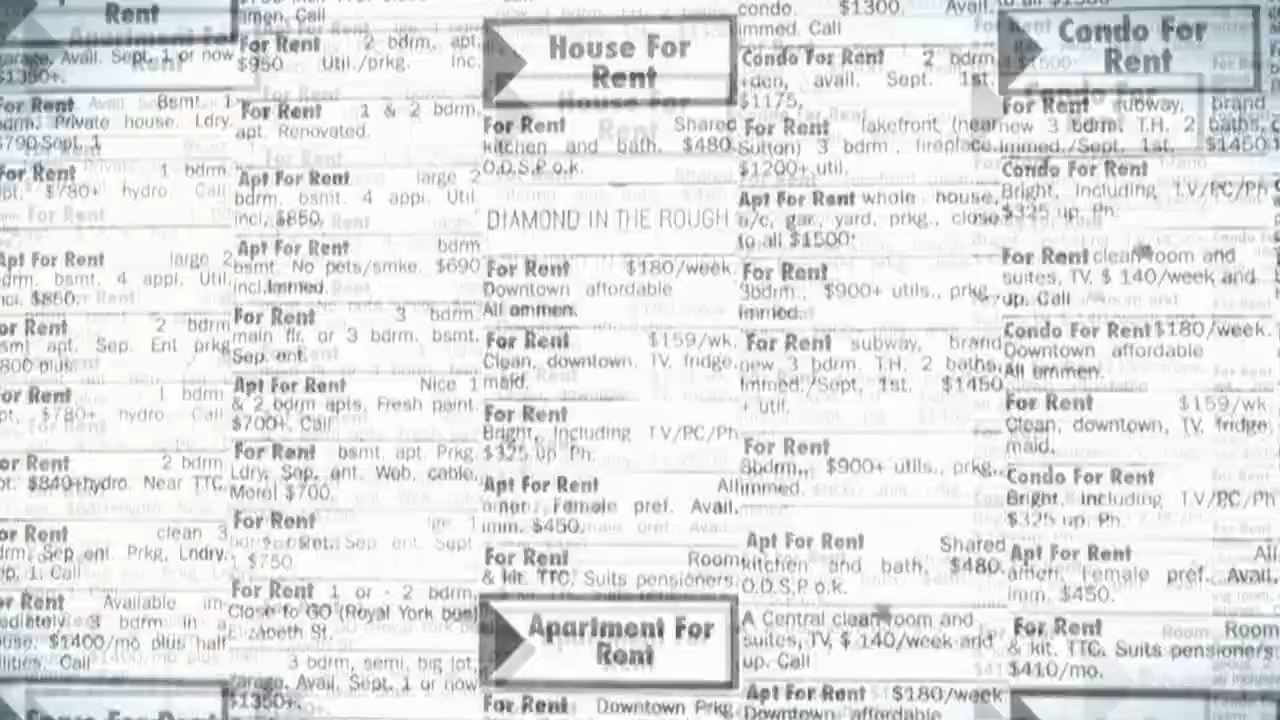 Rent
garage, Avail. Sept. 1 or now
$1350+.
For Rent Bsmt. 1
bdrm. Private house. Ldry.
$790 Sept. 1
For Rent 1 bdrm.
apt. $780+ hydro. Call
Apt For Rent large 2
bdrm. bsmt. 4 appl. Util.
incl. $850.
For Rent 2 bdrm
bsmt apt. Sep. Ent prkg
$800 plus.
For Rent 1 bdrm
apt. $780+ hydro Call
For Rent 2 bdrm
apt. $840+hydro. Near TTC.
For Rent clean 3
bdrm, Sep ent. Prkg, Lndry.
For Rent Available im-
mediately 3 bdrm in a
house. $1400/mo plus half
utilities. Call
ammen, Call
For Rent 2 bdrm. apt.
$950 Util./prkg. inc.
For Rent 1 & 2 bdrm.
apt. Renovated.
Apt For Rent large 2
bdrm. bsmt. 4 appl. Util
incl. $850.
Apt For Rent bdrm
bsmt. No pets/smke. $690
incl.Immed.
For Rent 3 bdrm.
main flr. or 3 bdrm. bsmt.
Sep. ent.
Apt For Rent Nice 1
& 2 bdrm apts, Fresh paint.
$700+. Call
For Rent bsmt. apt. Prkg.
Ldry, Sep. ent. Web, cable.
More! $700.
For Rent lge. 1
$750.
For Rent 1 or - 2 bdrm,
Close to GO (Royal York bus)
Elizabeth St.
3 bdrm, semi, big lot,
garage, Avail. Sept. 1 or now
$1350+.
House For
Rent
For Rent Shared
kitchen and bath. $480
O.D.S.P o.k.
DIAMOND IN THE ROUGH
For Rent $180/week.
Downtown affordable
All ammen.
For Rent $159/wk.
Clean, downtown, TV, fridge,
maid.
For Rent
Bright, Including TV/PC/Ph
$325 up. Ph.
Apt For Rent All
amen, Female pref. Avail.
imm. $450.
For Rent Room
& kit. TTC. Suits pensioners.
Apartment For
Rent
For Rent Downtown Prkg
condo. $1300. Avail.
immed. Call
Condo For Rent 2 bdrm
+den, avail. Sept. 1st.
$1175,
For Rent lakefront (near
Sutton) 3 bdrm., fireplace.
$1200+ util.
Apt For Rent whole house,
a/c, gar, yard, prkg., close
to all $1500.
For Rent
3bdrm., $900+ utils., prkg.,
immed.
For Rent subway, brand
new 3 bdrm. T.H. 2 baths,
Immed./Sept, 1st. $1450
+ util.
For Rent
3bdrm., $900+ utils., prkg.,
immed.
Apt For Rent Shared
kitchen and bath, $480.
O.D.S.P o.k.
A Central clean room and
suites, TV, $ 140/week and
up. Call
Apt For Rent $180/week
Downtown affordable
Condo For
Rent
For Rent subway, brand
new 3 bdrm. T.H. 2 baths,
Immed./Sept. 1st. $1450
Condo For Rent
Bright, Including TV/PC/Ph
$325 up. Ph.
For Rent clean room and
suites, TV, $ 140/week and
up. Call
Condo For Rent $180/week.
Downtown affordable
All ammen.
For Rent $159/wk.
Clean, downtown, TV, fridge,
maid.
Condo For Rent
Bright, Including TV/PC/Ph
$325 up. Ph.
Apt For Rent All
amen, Female pref. Avail.
imm. $450.
For Rent Room
& kit. TTC. Suits pensioners.
$410/mo.